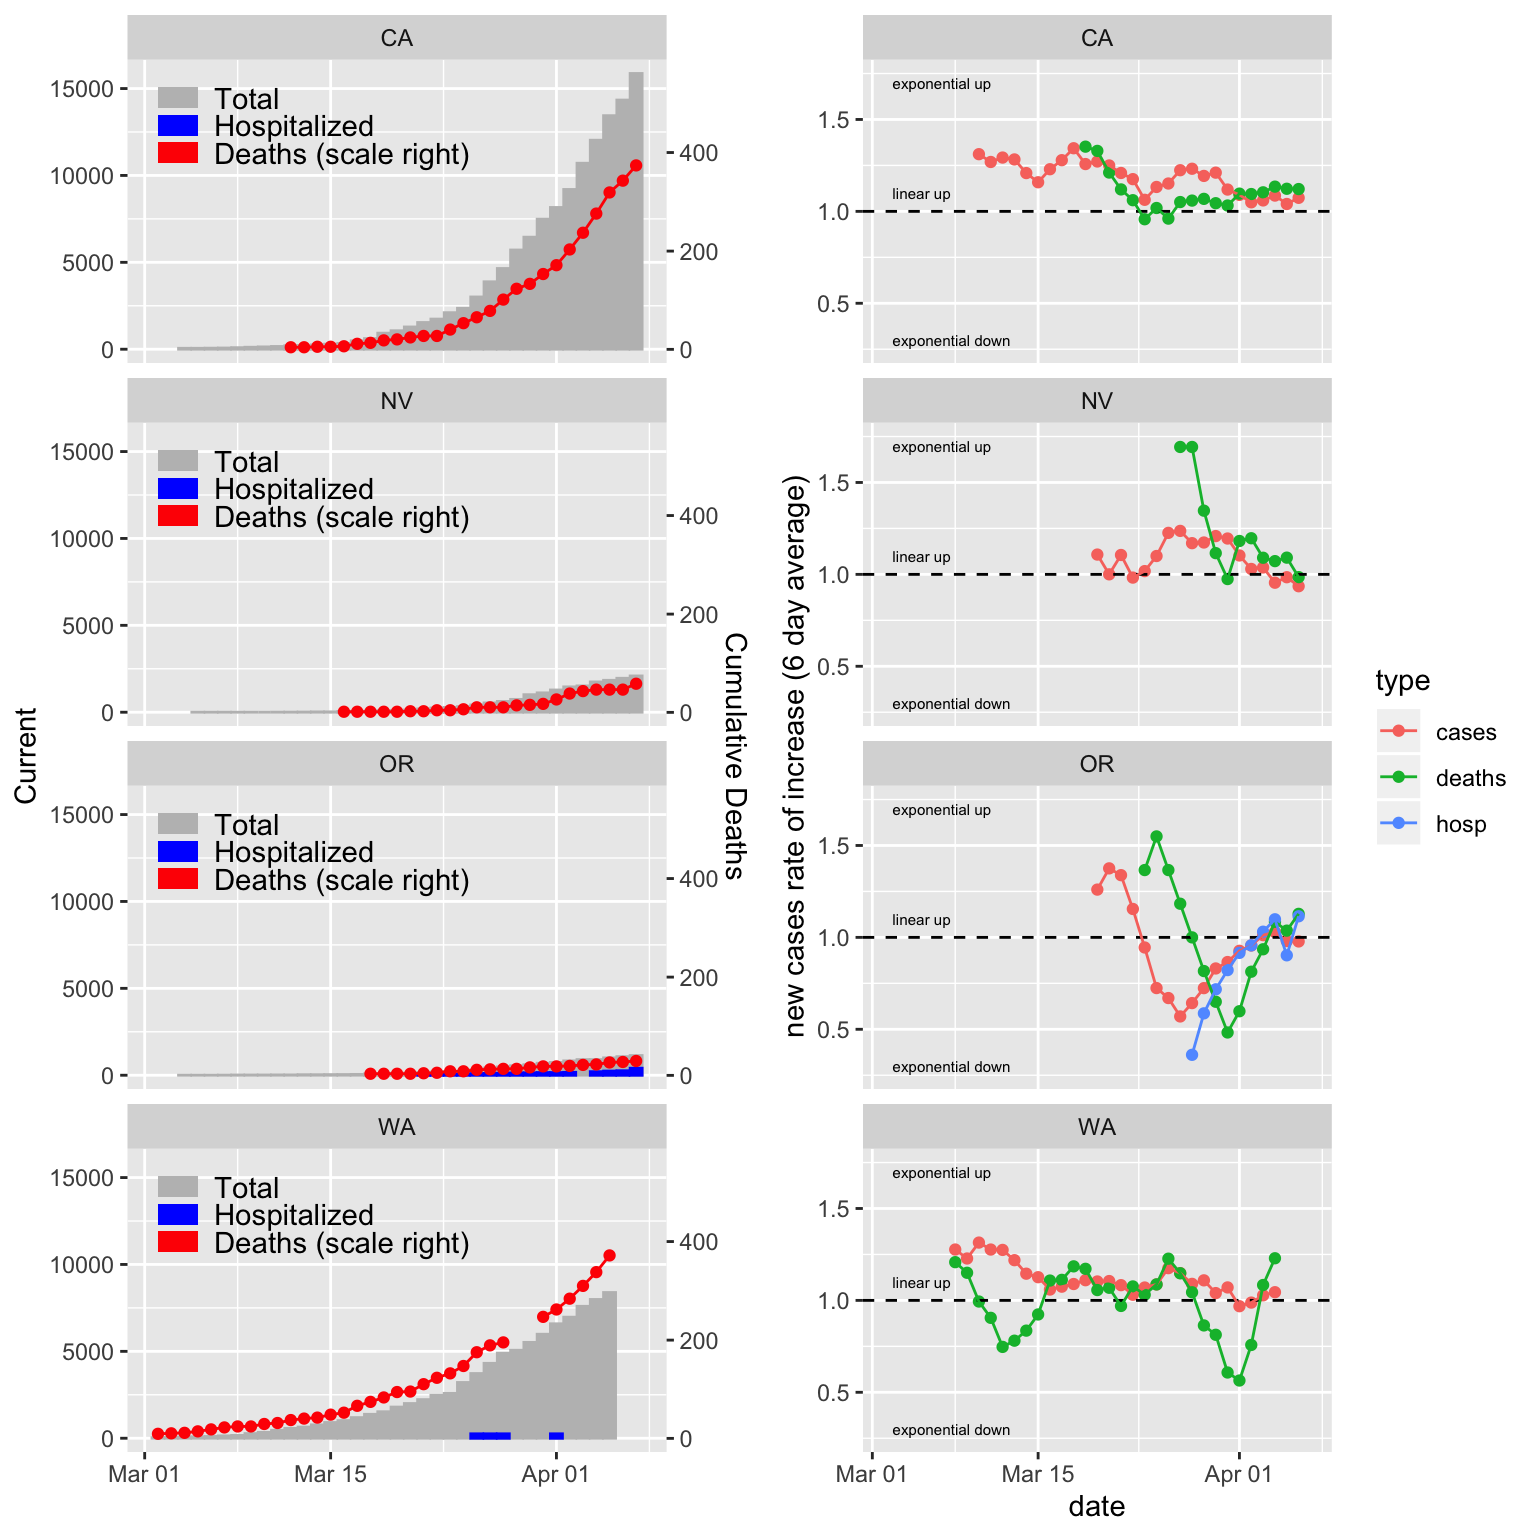 CA
15000
10000
5000
0
Total
Hospitalized
Deaths (scale right)
400
200
0
NV
15000
10000
5000
0
Total
Hospitalized
Deaths (scale right)
400
200
0
OR
15000
10000
5000
0
Total
Hospitalized
Deaths (scale right)
400
200
0
WA
15000
10000
5000
0
Total
Hospitalized
Deaths (scale right)
400
200
0
Mar 01
Mar 15
Apr 01
Current
Cumulative Deaths
CA
1.5
1.0
0.5
exponential up
linear up
exponential down
NV
1.5
1.0
0.5
exponential up
linear up
exponential down
OR
1.5
1.0
0.5
exponential up
linear up
exponential down
WA
1.5
1.0
0.5
exponential up
linear up
exponential down
Mar 01
Mar 15
Apr 01
date
new cases rate of increase (6 day average)
type
cases
deaths
hosp